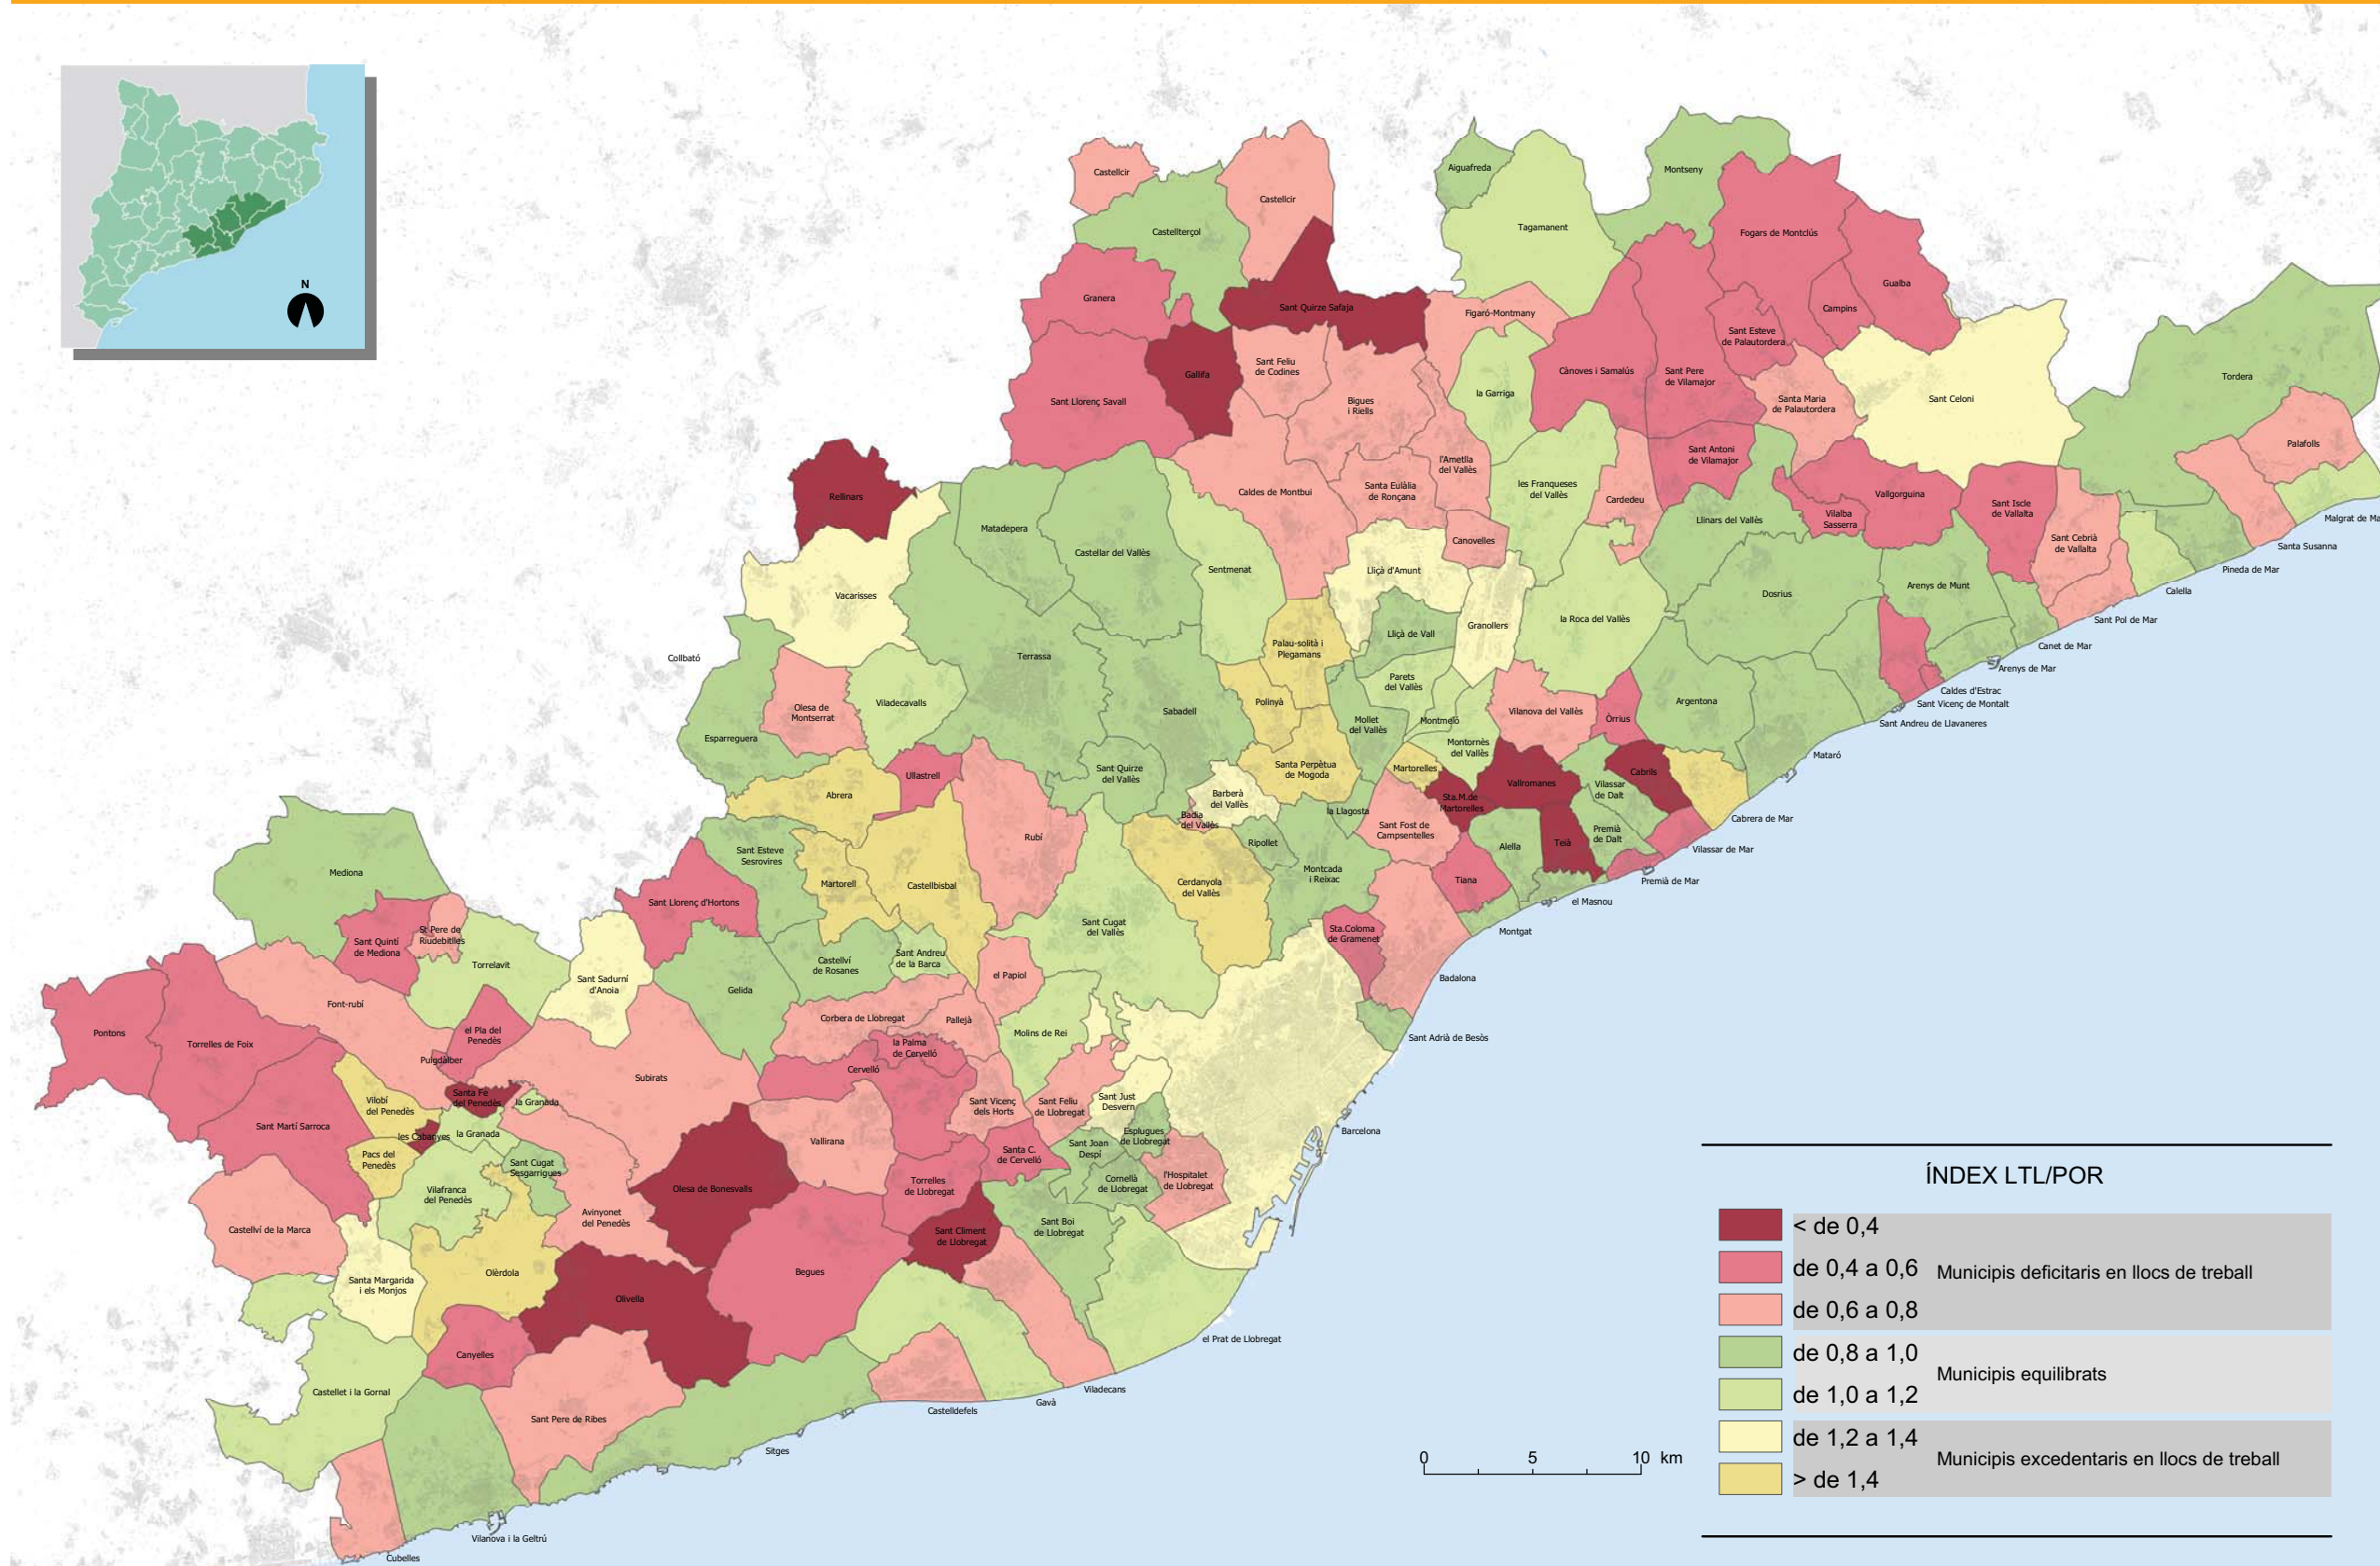 N
Castellcir
Castellcir
Castellterçol
Aiguafreda
Tagamanent
Montseny
Fogars de Montclús
Gualba
Campins
Granera
Sant Quirze Safaja
Figaró-Montmany
Sant Esteve
de Palautordera
Gallifa
Sant Feliu
de Codines
Cànoves i Samalús
Sant Pere
de Vilamajor
Tordera
Sant Llorenç Savall
Bigues
i Riells
la Garriga
Santa Maria
de Palautordera
Sant Celoni
Palafolls
Sant Antoni
de Vilamajor
l'Ametlla
del Vallès
Rellinars
Caldes de Montbui
Santa Eulàlia
de Ronçana
les Franqueses
del Vallès
Cardedeu
Vallgorguina
Vilalba
Sasserra
Sant Iscle
de Vallalta
Malgrat de Ma
Matadepera
Castellar del Vallès
Llinars del Vallès
Canovelles
Sant Cebrià
de Vallalta
Santa Susanna
Sentmenat
Lliçà d'Amunt
Pineda de Mar
Vacarisses
Dosrius
Arenys de Munt
Calella
Granollers
la Roca del Vallès
Sant Pol de Mar
Lliçà de Vall
Palau-solità i
Plegamans
Canet de Mar
Collbató
Terrassa
Arenys de Mar
Parets
del Vallès
Caldes d'Estrac
Sant Vicenç de Montalt
Olesa de
Montserrat
Viladecavalls
Sabadell
Polinyà
Mollet
del Vallès
Montmeló
Vilanova del Vallès
Òrrius
Argentona
Sant Andreu de Llavaneres
Esparreguera
Montornès
del Vallès
Mataró
Ullastrell
Sant Quirze
del Vallès
Santa Perpètua
de Mogoda
Martorelles
Vallromanes
Cabrils
Vilassar
de Dalt
Abrera
Barberà
del Vallès
Sta.M.de
Martorelles
Badia
del Vallès
la Llagosta
Cabrera de Mar
Rubí
Sant Fost de
Campsentelles
Premià
de Dalt
Ripollet
Alella
Teià
Vilassar de Mar
Sant Esteve
Sesrovires
Mediona
Martorell
Castellbisbal
Cerdanyola
del Vallès
Montcada
i Reixac
Tiana
Premià de Mar
Sant Llorenç d'Hortons
el Masnou
Sant Cugat
del Vallès
Sta.Coloma
de Gramenet
Montgat
St Pere de
Riudebitlles
Sant Quintí
de Mediona
Torrelavit
Castellví
de Rosanes
Sant Andreu
de la Barca
el Papiol
Badalona
Sant Sadurní
d'Anoia
Gelida
Font-rubí
Corbera de Llobregat
Pallejà
Molins de Rei
Pontons
Torrelles de Foix
el Pla del
Penedès
la Palma
de Cervelló
Sant Adrià de Besòs
Puigdàlber
Cervelló
Subirats
Vilobí
del Penedès
Santa Fe
del Penedès
la Granada
Sant Vicenç
dels Horts
Sant Feliu
de Llobregat
Sant Just
Desvern
Sant Martí Sarroca
les Cabanyes
la Granada
Vallirana
Esplugues
de Llobregat
Barcelona
Pacs del
Penedès
Sant Cugat
Sesgarrigues
Santa C.
de Cervelló
Sant Joan
Despí
Vilafranca
del Penedès
Olesa de Bonesvalls
Torrelles
de Llobregat
Cornellà
de Llobregat
l'Hospitalet
de Llobregat
Castellví de la Marca
Avinyonet
del Penedès
Sant Climent
de Llobregat
Sant Boi
de Llobregat
Santa Margarida
i els Monjos
Olèrdola
Begues
Olivella
el Prat de Llobregat
Canyelles
Castellet i la Gornal
Viladecans
Gavà
Castelldefels
Sant Pere de Ribes
Sitges
Vilanova i la Geltrú
Cubelles
0 5 10 km
ÍNDEX LTL/POR
< de 0,4
de 0,4 a 0,6 Municipis deficitaris en llocs de treball
de 0,6 a 0,8
de 0,8 a 1,0
Municipis equilibrats
de 1,0 a 1,2
de 1,2 a 1,4
Municipis excedentaris en llocs de treball
> de 1,4